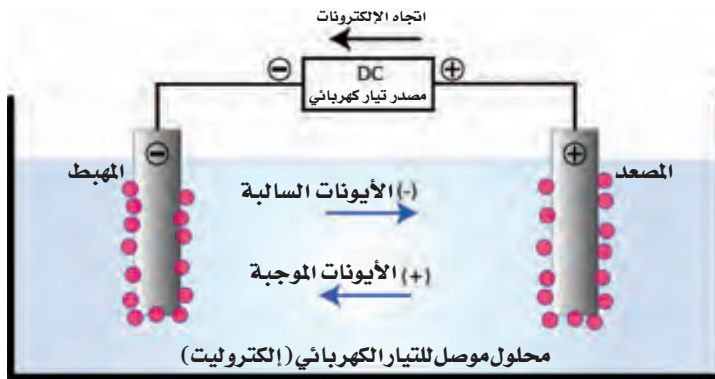 اتجاه الإلكترونات
DC
مصدر تيار كهربائي
المصعد
المهبط
(-) الأيونات السالبة
(+) الأيونات الموجبة
محلول موصل للتيار الكهربائي (إلكتروليت)